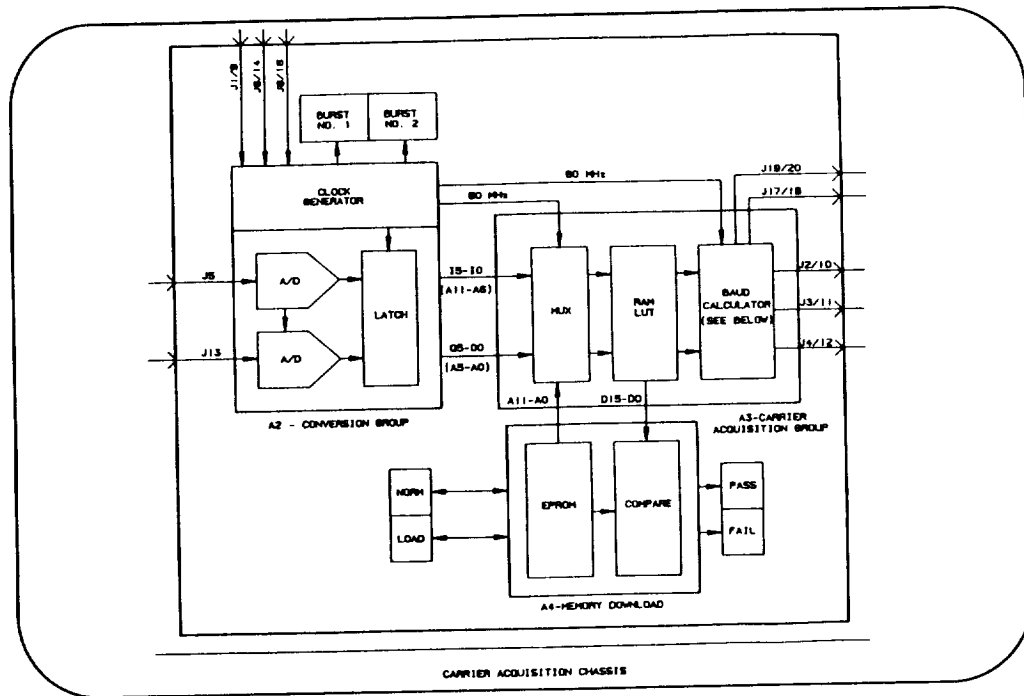 J1/9
J6/14
J8/16
BURST NO. 1
BURST NO. 2
CLOCK GENERATOR
80 MHz
80 MHz
J19/20
J17/18
J5
A/D
LATCH
I5-I0
(A11-A6)
MUX
RAM LUT
BAUD CALCULATOR (SEE BELOW)
J2/10
J3/11
J4/12
J13
A/D
Q5-Q0
(A5-A0)
A2 - CONVERSION GROUP
A11-A0
D15-D0
A3-CARRIER ACQUISITION GROUP
NORM
LOAD
EPROM
COMPARE
PASS
FAIL
A4-MEMORY DOWNLOAD
CARRIER ACQUISITION CHASSIS